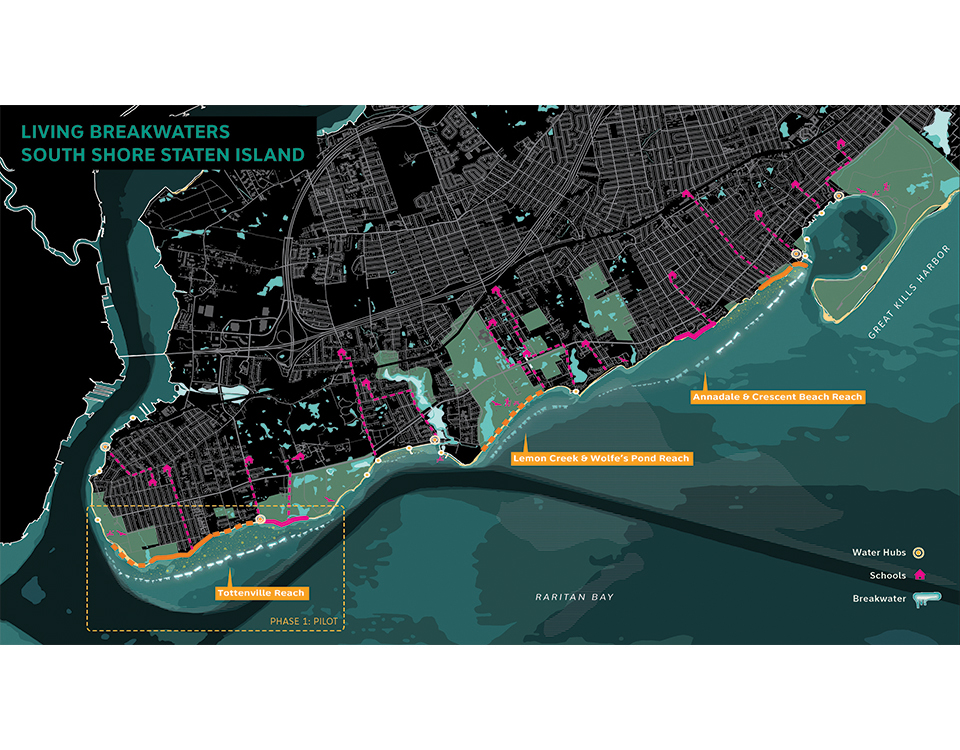 LIVING BREAKWATERS
SOUTH SHORE STATEN ISLAND
GREAT KILLS HARBOR
Annadale & Crescent Beach Reach
Lemon Creek & Wolfe's Pond Reach
Water Hubs
Schools
Breakwater
Tottenville Reach
RARITAN BAY
PHASE 1: PILOT